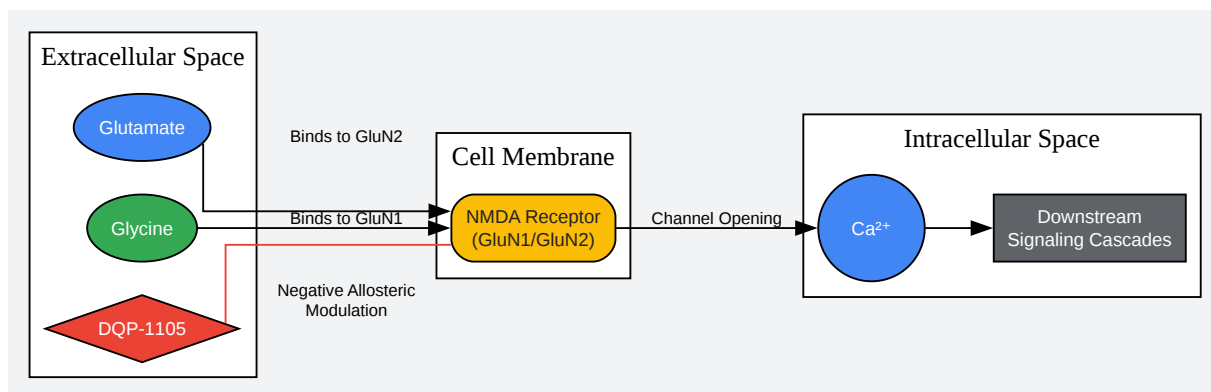 Extracellular Space
Glutamate
Glycine
DQP-1105
Binds to GluN2
Binds to GluN1
Negative Allosteric
Modulation
Cell Membrane
NMDA Receptor
(GluN1/GluN2)
Channel Opening
Intracellular Space
Ca²⁺
Downstream
Signaling Cascades